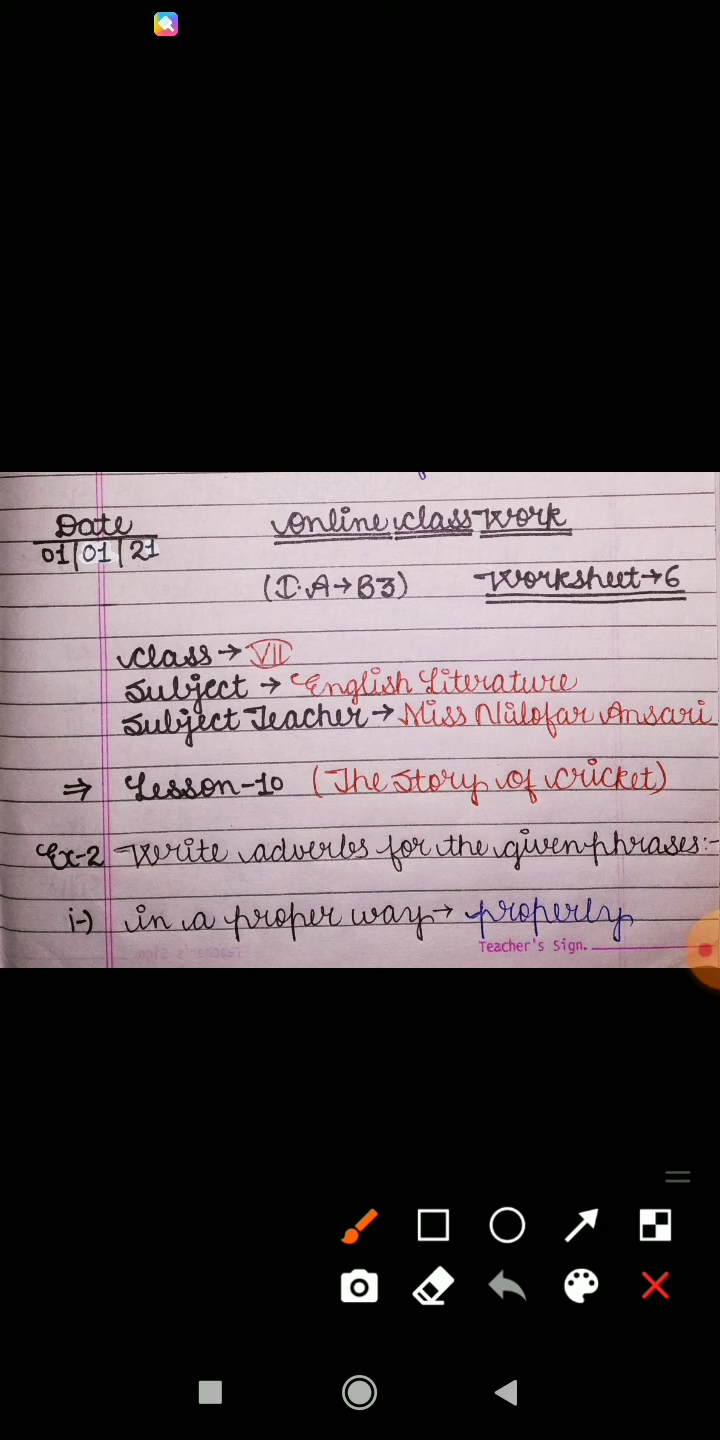 Date
01/01/21
Online class work
(I.A→B3) Worksheet→6
Class → VII
Subject → English Literature
Subject Teacher → Miss Nilofar Ansari
⇒ Lesson-10 (The Story of Cricket)
Ex-2 Write adverbs for the given phrases:-
i-) in a proper way→ properly
Teacher's Sign.